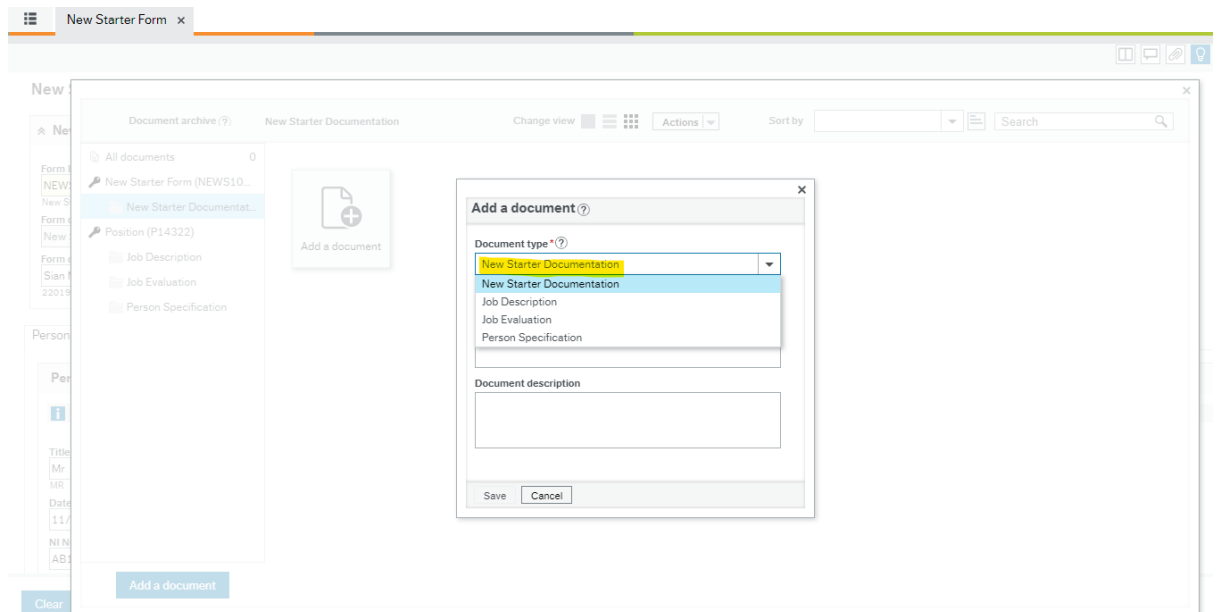 New Starter Form ×
New
Document archive ?
New Starter Documentation
Change view
Actions
Sort by
Search
All documents 0
New Starter Form (NEWS10...
New Starter Documentat...
Position (P14322)
Job Description
Job Evaluation
Person Specification
Add a document
Add a document ?
Document type * ?
New Starter Documentation
New Starter Documentation
Job Description
Job Evaluation
Person Specification
Document description
Save
Cancel
Ne
Form
NEWS
New S
Form
New
Form
Sian
22019
Person
Per
i
Title
Mr
MR
Date
11/
NI N
AB1
Add a document
Clear